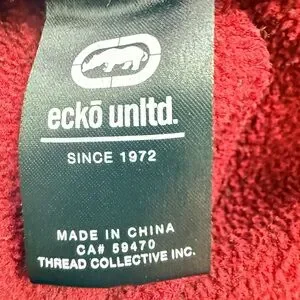 eckō unltd.
SINCE 1972
MADE IN CHINA
CA# 59470
THREAD COLLECTIVE INC.